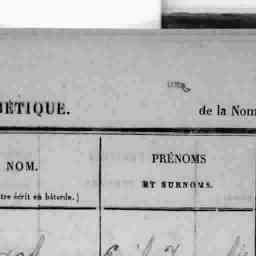 BÉTIQUE.
de la Nom
NOM.
PRÉNOMS
ET SURNOMS.
tre écrit en bâtarde.)